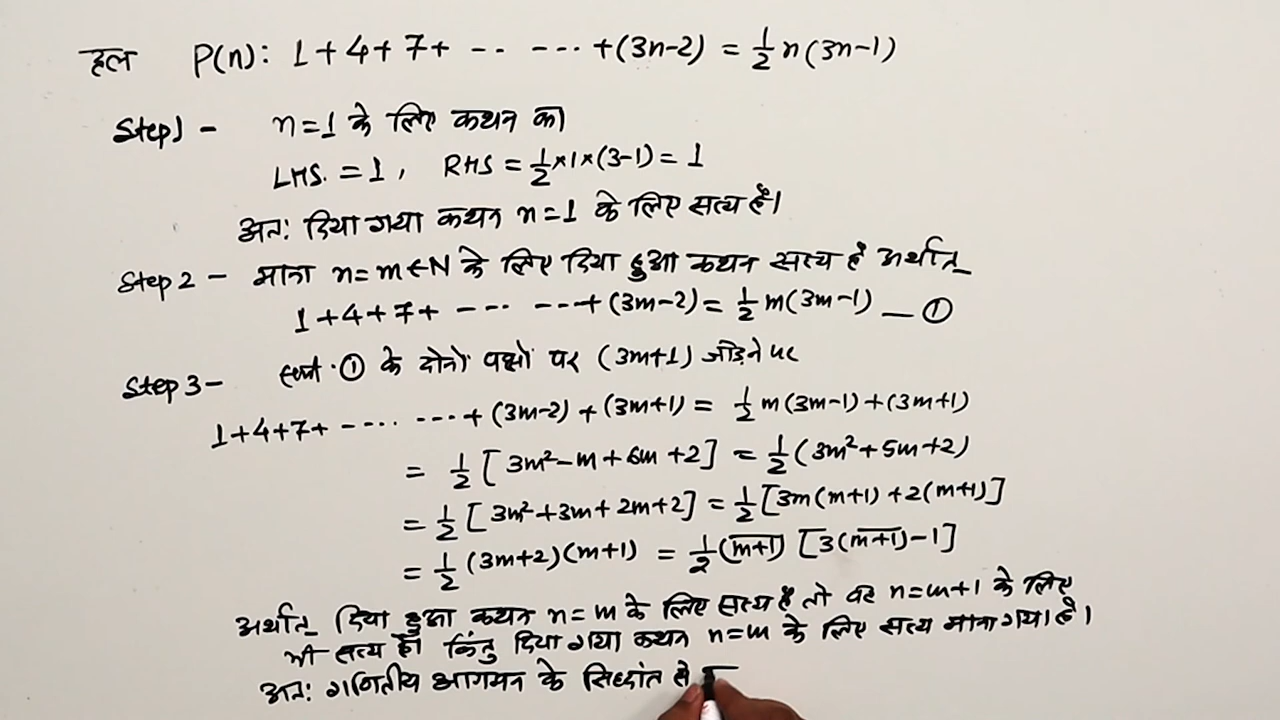 हल P(n): 1+4+7+ -- --- +(3n-2) = 1/2 n(3n-1)
Step1 - n=1 के लिए कथन का
LHS. = 1, RHS = 1/2×1×(3-1) = 1
अतः दिया गया कथन n=1 के लिए सत्य है।
Step 2 - माना n=m∈N के लिए दिया हुआ कथन सत्य है अर्थात्
1+4+7+ ---- ---+(3m-2) = 1/2 m(3m-1) — ①
Step 3 - ① के दोनों पक्षों पर (3m+1) जोड़ने पर
1+4+7+ ---- ---+(3m-2)+(3m+1) = 1/2 m(3m-1)+(3m+1)
= 1/2 [3m²-m+6m+2] = 1/2 (3m²+5m+2)
= 1/2 [3m²+3m+2m+2] = 1/2 [3m(m+1)+2(m+1)]
= 1/2 (3m+2)(m+1) = 1/2 (m+1) [3(m+1)-1]
अर्थात् दिया हुआ कथन n=m के लिए सत्य है तो वह n=m+1 के लिए
भी सत्य है। किंतु दिया गया कथन n=m के लिए सत्य माना गया है।
अतः गणितीय आगमन के सिध्दांत से